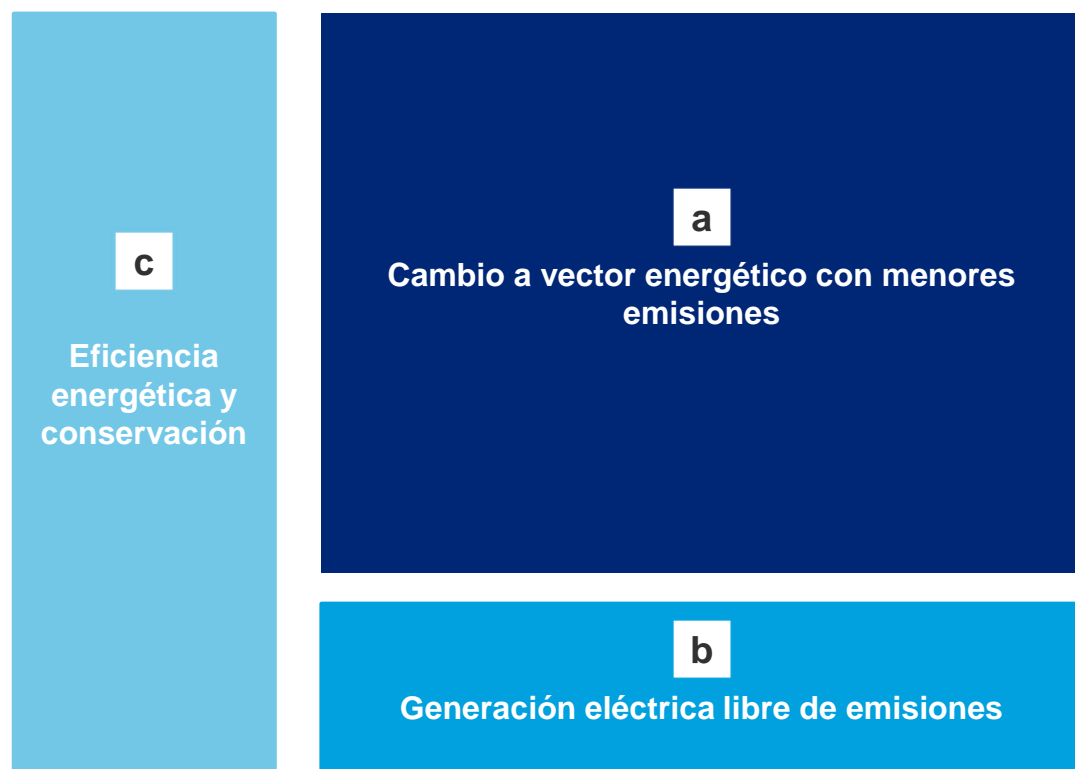 a
Cambio a vector energético con menores
emisiones
b
Generación eléctrica libre de emisiones
c
Eficiencia
energética y
conservación